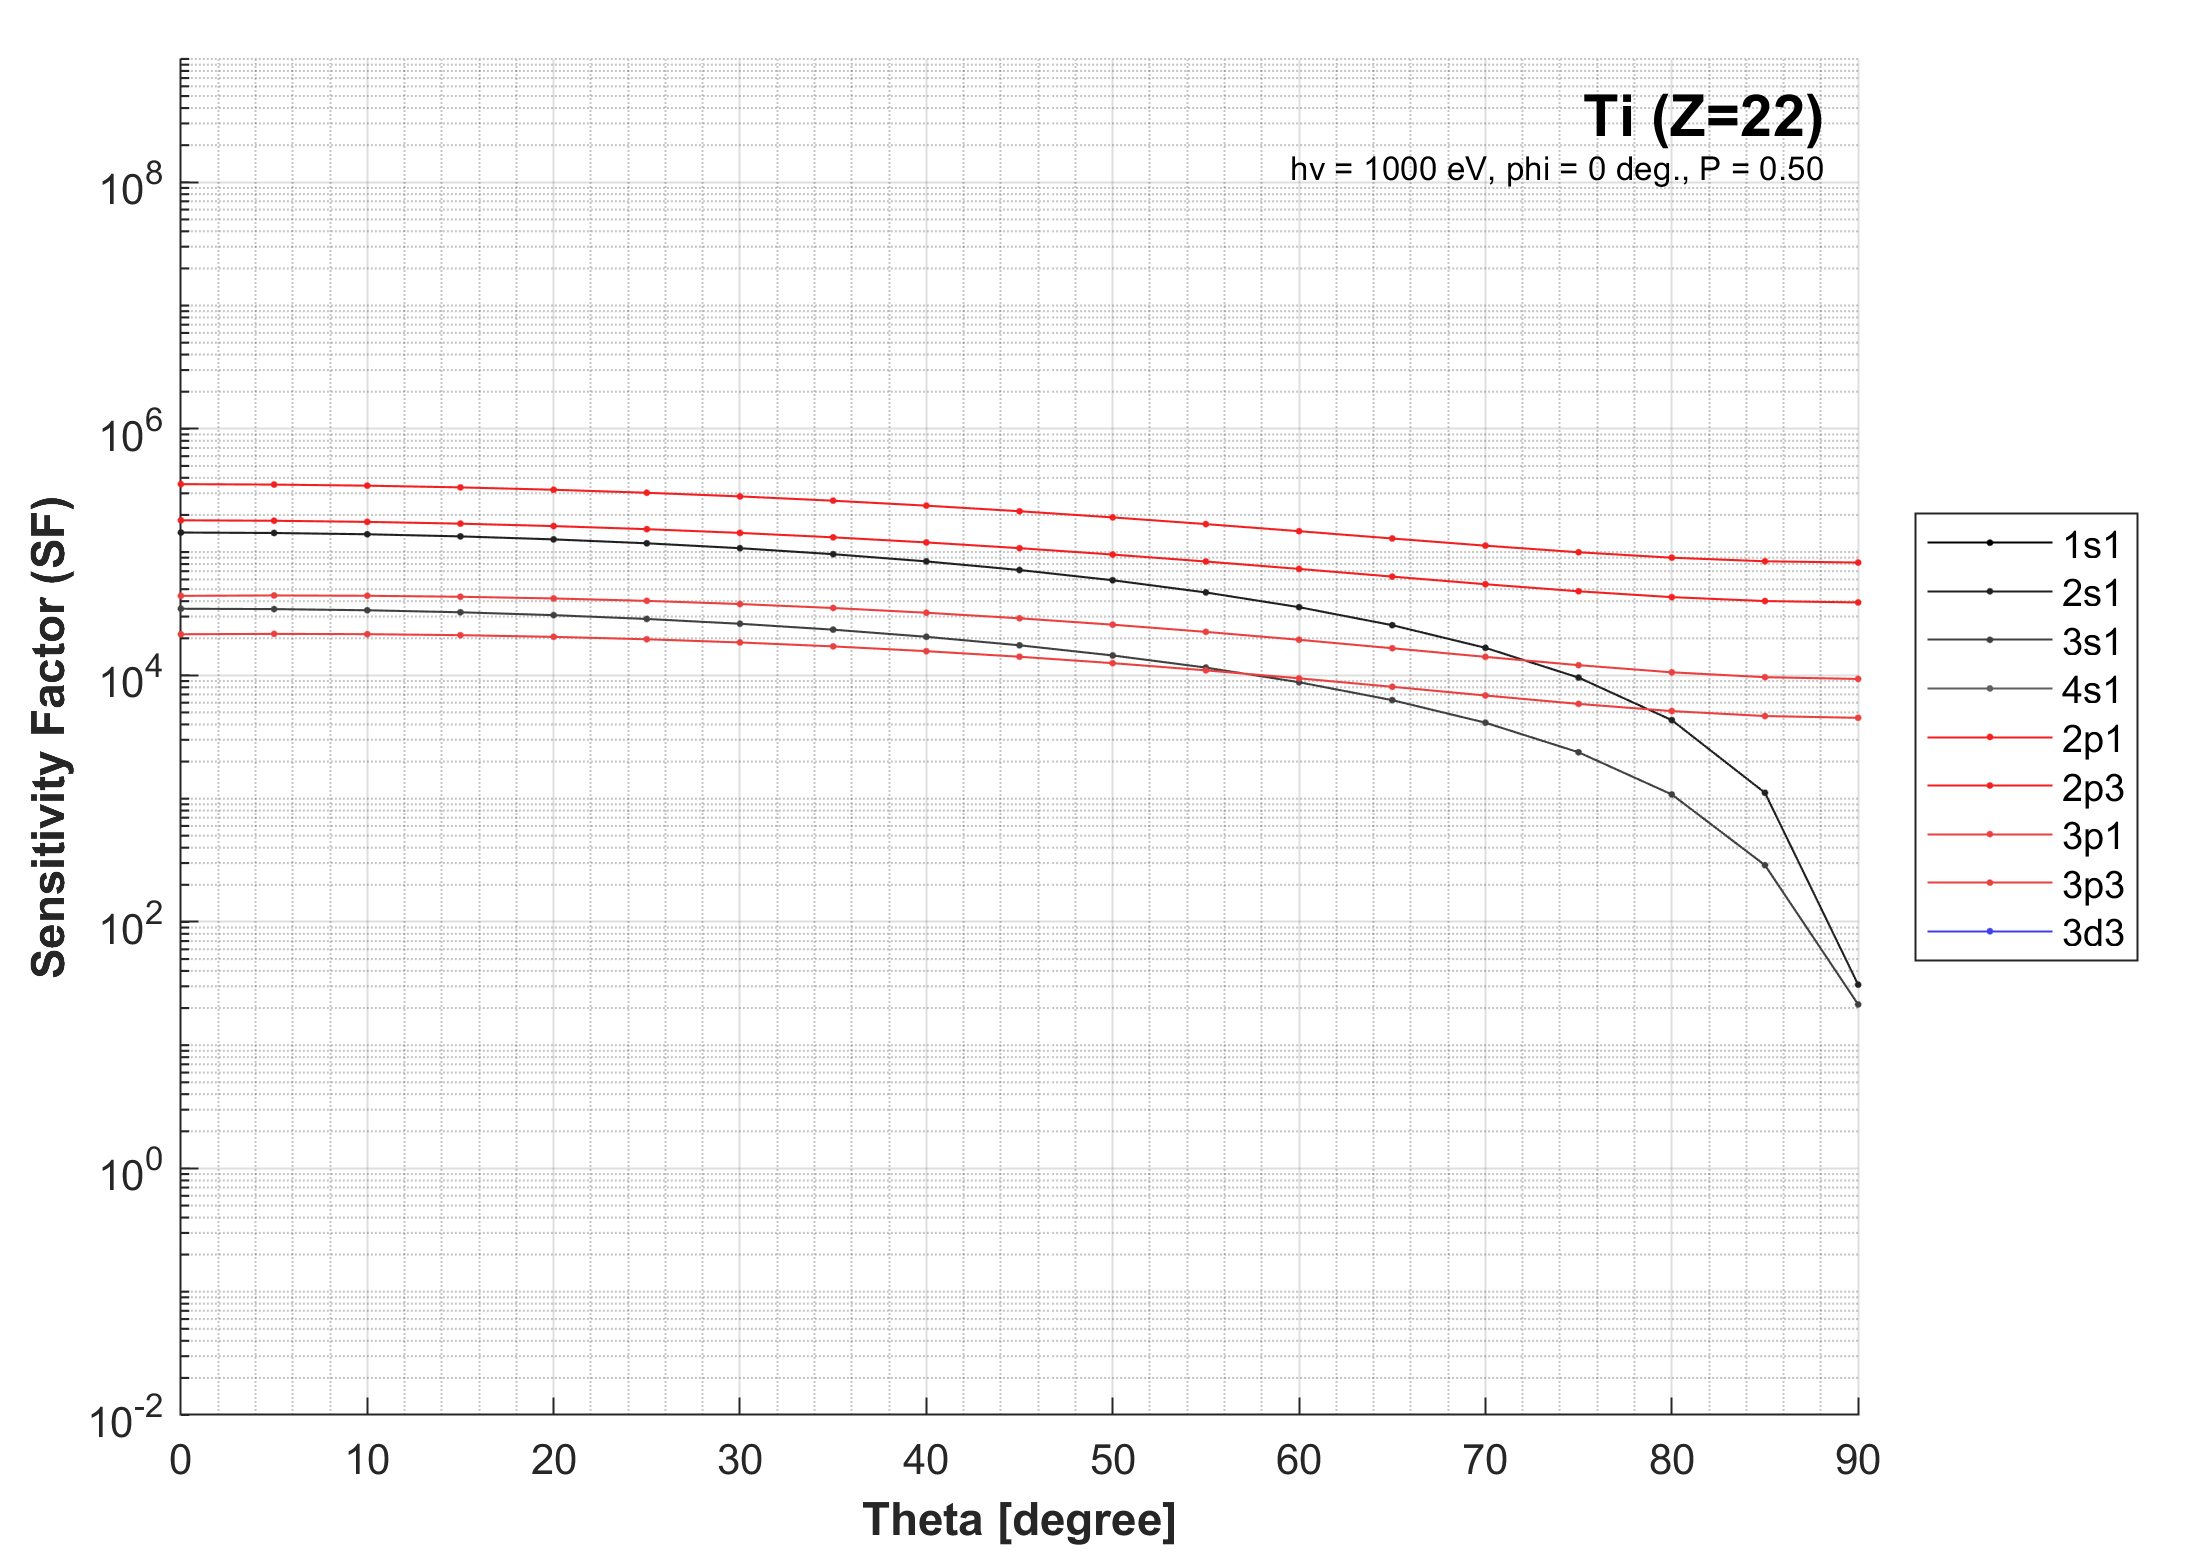 Ti (Z=22)
hv = 1000 eV, phi = 0 deg., P = 0.50
Sensitivity Factor (SF)
10^8
10^6
10^4
10^2
10^0
10^-2
0 10 20 30 40 50 60 70 80 90
Theta [degree]
1s1
2s1
3s1
4s1
2p1
2p3
3p1
3p3
3d3